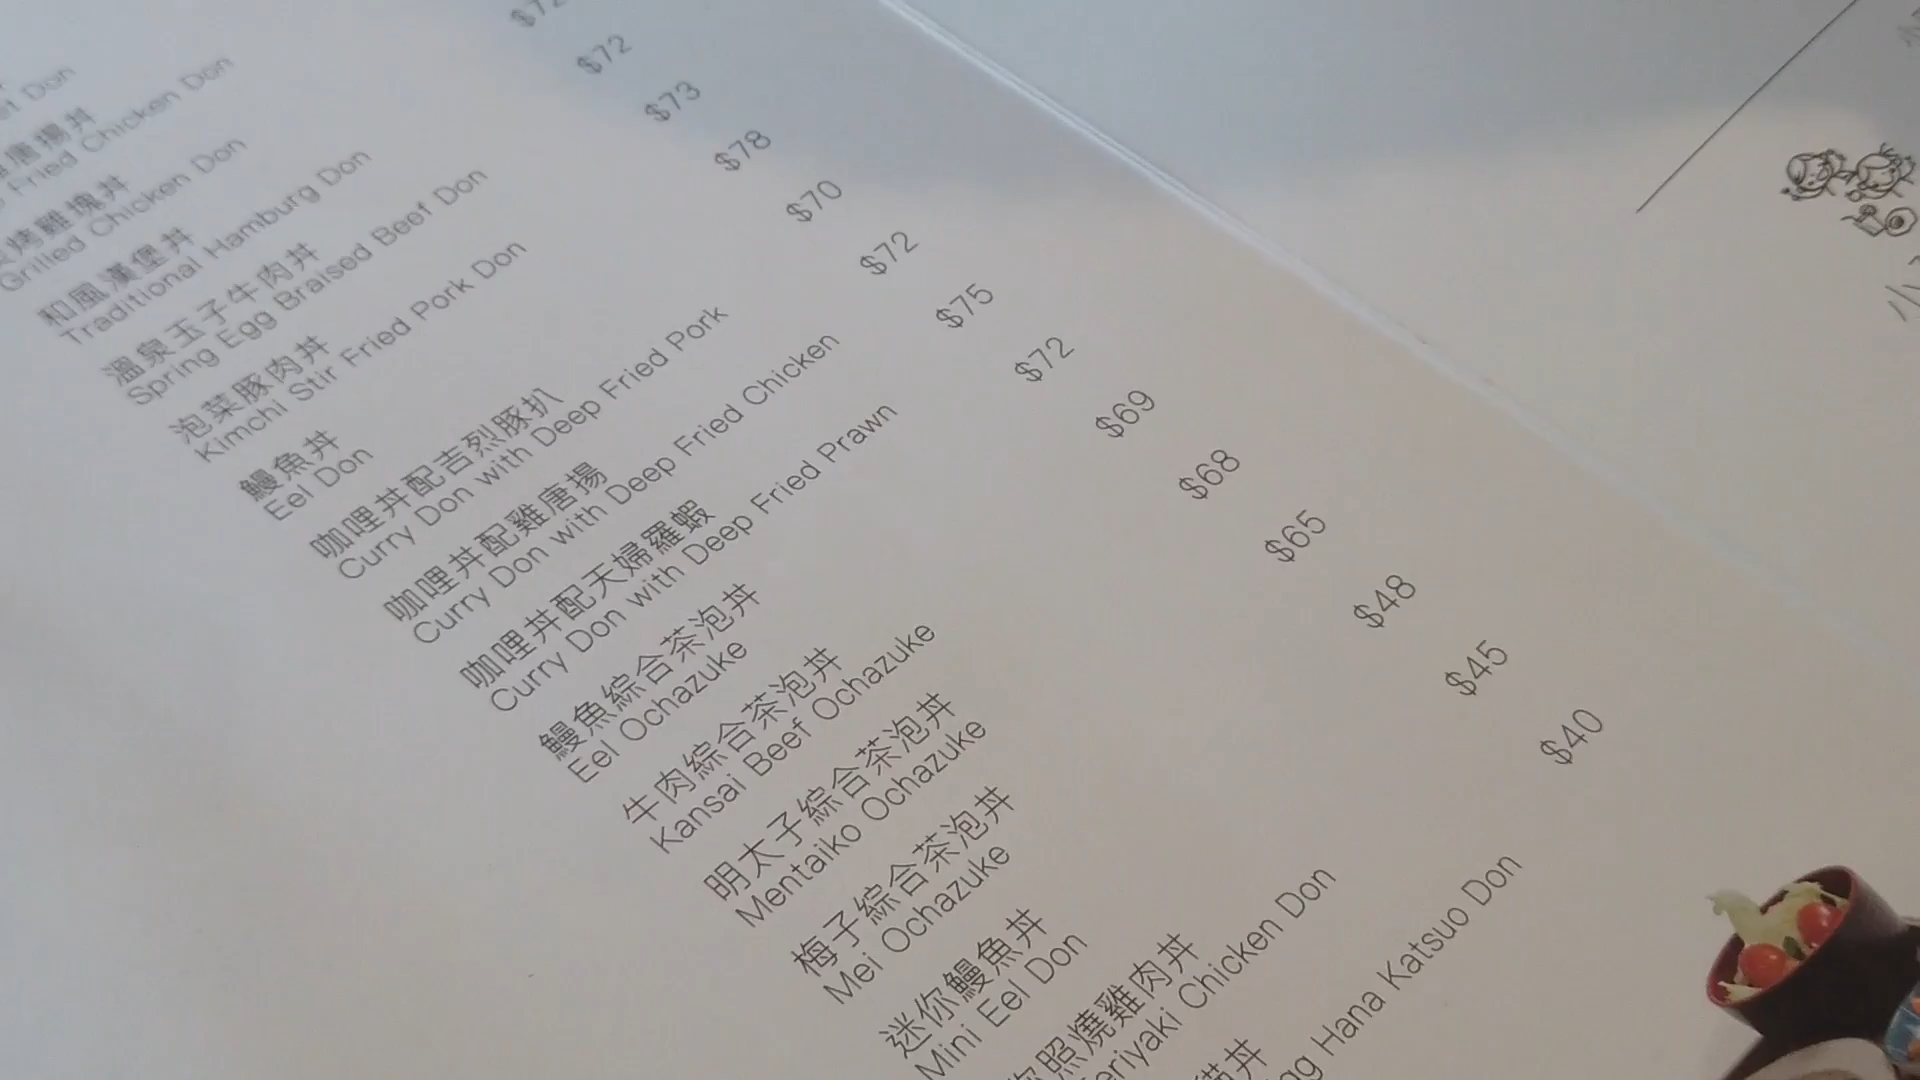 Don
唐揚丼
Fried Chicken Don
$72
烤雞塊丼
Grilled Chicken Don
$72
和風漢堡丼
Traditional Hamburg Don
$73
溫泉玉子牛肉丼
Spring Egg Braised Beef Don
$78
泡菜豚肉丼
Kimchi Stir Fried Pork Don
$70
鰻魚丼
Eel Don
$72
咖哩丼配吉烈豚扒
Curry Don with Deep Fried Pork
$75
咖哩丼配雞唐揚
Curry Don with Deep Fried Chicken
$72
咖哩丼配天婦羅蝦
Curry Don with Deep Fried Prawn
$69
鰻魚綜合茶泡丼
Eel Ochazuke
$68
牛肉綜合茶泡丼
Kansai Beef Ochazuke
$65
明太子綜合茶泡丼
Mentaiko Ochazuke
$48
梅子綜合茶泡丼
Mei Ochazuke
$45
迷你鰻魚丼
Mini Eel Don
$40
照燒雞肉丼
Teriyaki Chicken Don
貓丼
Hana Katsuo Don
小